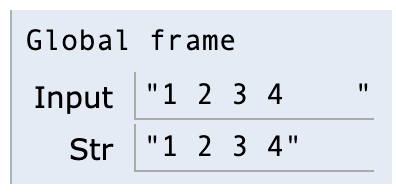 Global frame
Input "1 2 3 4    "
Str "1 2 3 4"